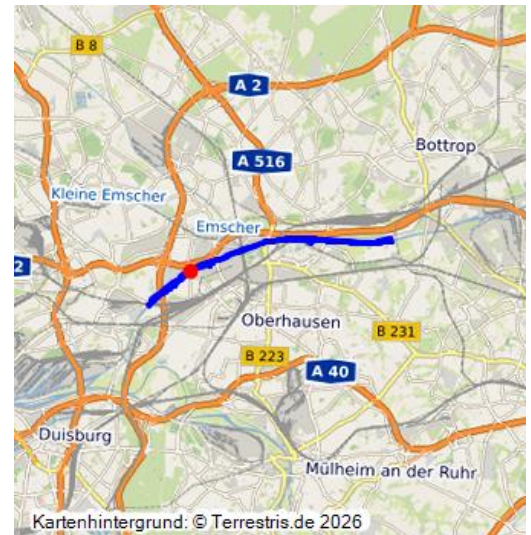 B 8
A 2
A 516
Bottrop
Kleine Emscher
Emscher
2
Oberhausen
B 231
B 223
A 40
Duisburg
Mülheim an der Ruhr
Kartenhintergrund: © Terrestris.de 2026